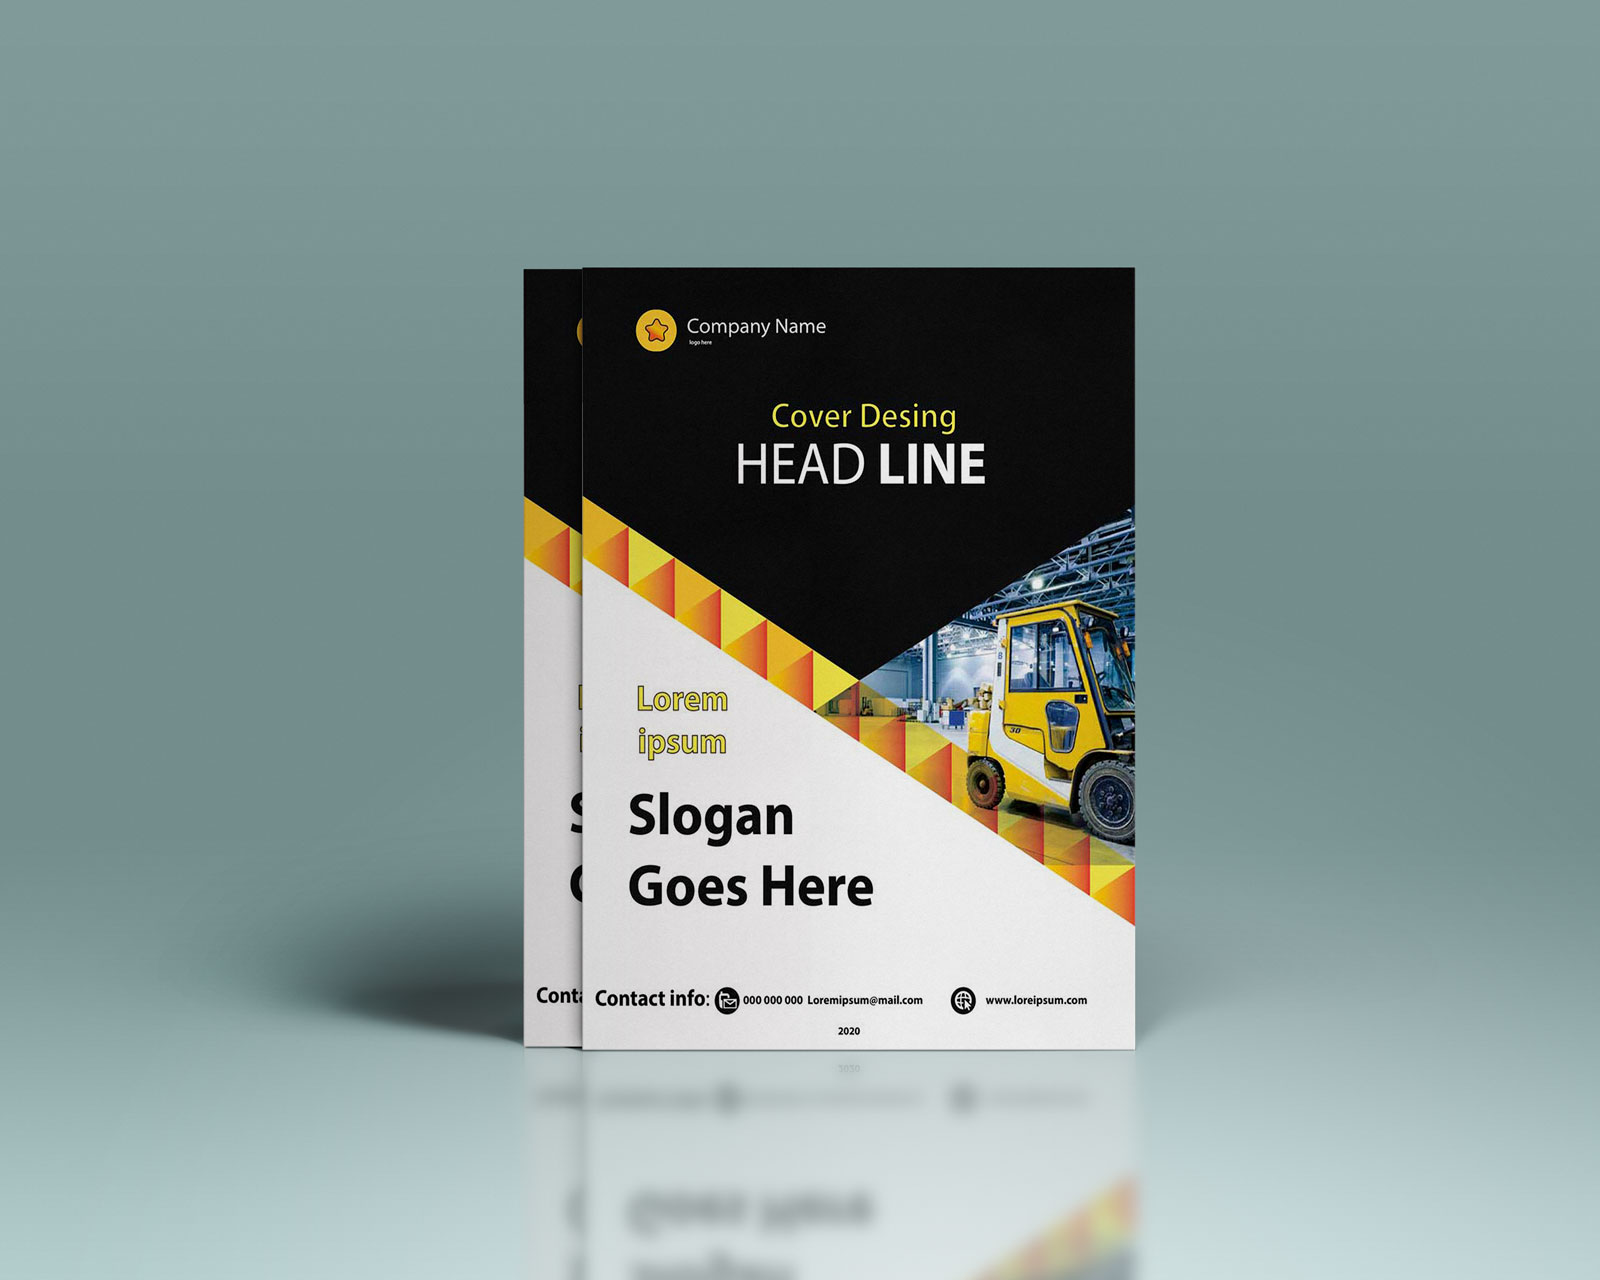 Company Name
logo here
Cover Desing
HEAD LINE
Lorem
ipsum
Slogan
Goes Here
Contact info: 000 000 000 Loremipsum@mail.com www.loreipsum.com
2020
Conta
30